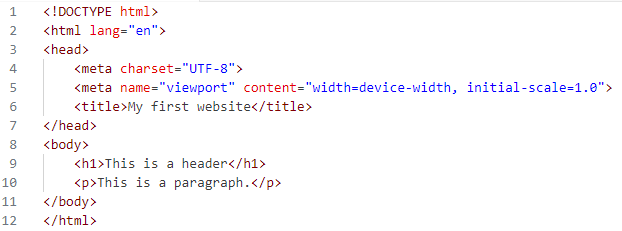 1 <!DOCTYPE html>
2 <html lang="en">
3 <head>
4     <meta charset="UTF-8">
5     <meta name="viewport" content="width=device-width, initial-scale=1.0">
6     <title>My first website</title>
7 </head>
8 <body>
9     <h1>This is a header</h1>
10     <p>This is a paragraph.</p>
11 </body>
12 </html>